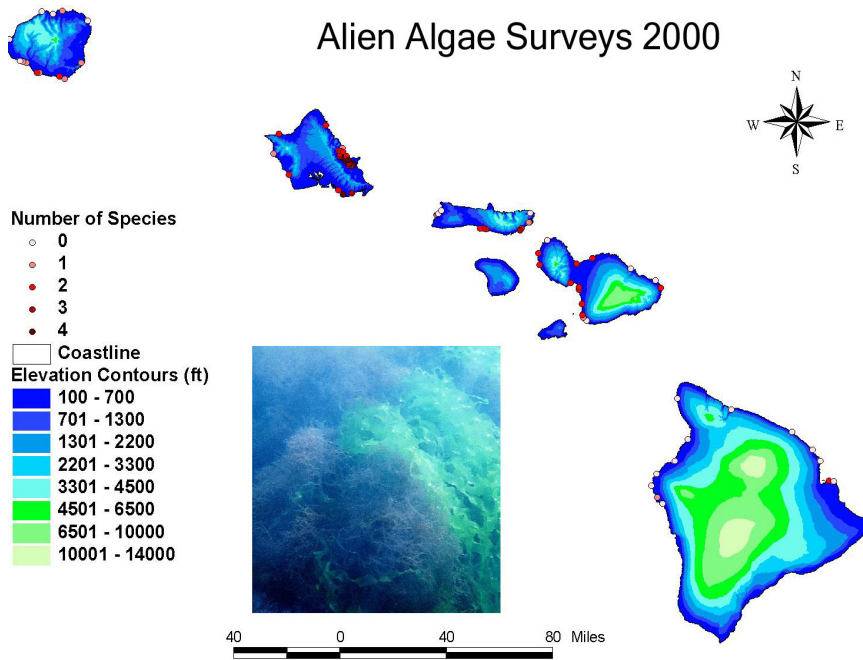 Alien Algae Surveys 2000
N
W E
S
Number of Species
0
1
2
3
4
Coastline
Elevation Contours (ft)
100 - 700
701 - 1300
1301 - 2200
2201 - 3300
3301 - 4500
4501 - 6500
6501 - 10000
10001 - 14000
40 0 40 80 Miles